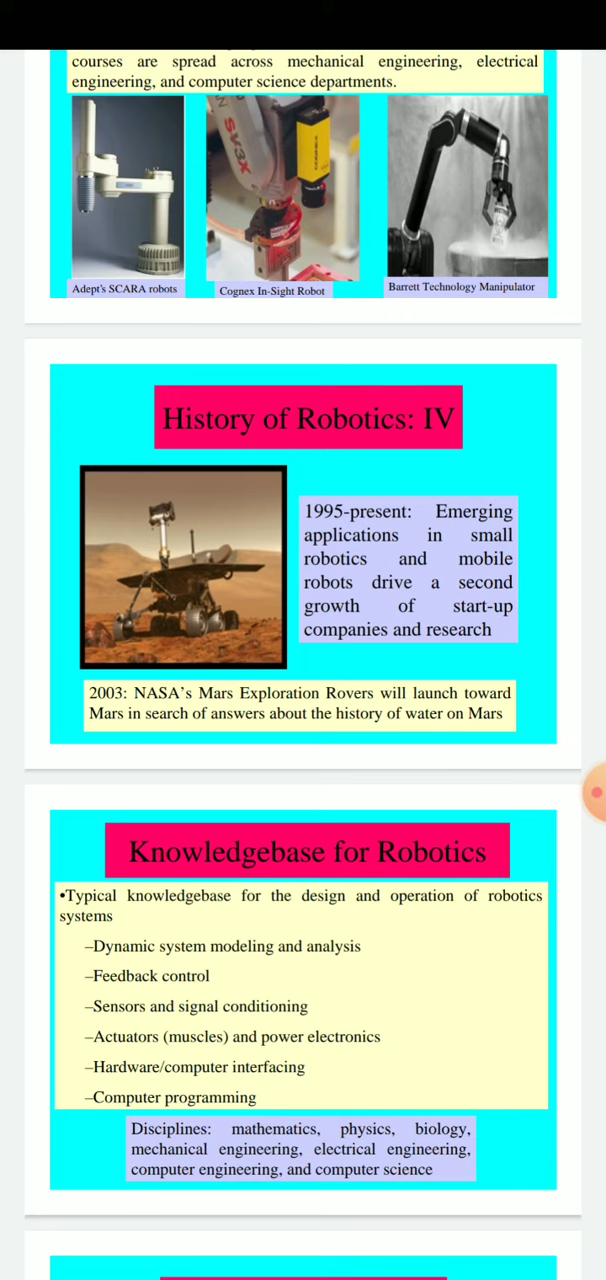 courses are spread across mechanical engineering, electrical
engineering, and computer science departments.
SV3X
COGNEX
Adept's SCARA robots
Cognex In-Sight Robot
Barrett Technology Manipulator
History of Robotics: IV
1995-present: Emerging
applications in small
robotics and mobile
robots drive a second
growth of start-up
companies and research
2003: NASA's Mars Exploration Rovers will launch toward
Mars in search of answers about the history of water on Mars
Knowledgebase for Robotics
•Typical knowledgebase for the design and operation of robotics
systems
–Dynamic system modeling and analysis
–Feedback control
–Sensors and signal conditioning
–Actuators (muscles) and power electronics
–Hardware/computer interfacing
–Computer programming
Disciplines: mathematics, physics, biology,
mechanical engineering, electrical engineering,
computer engineering, and computer science